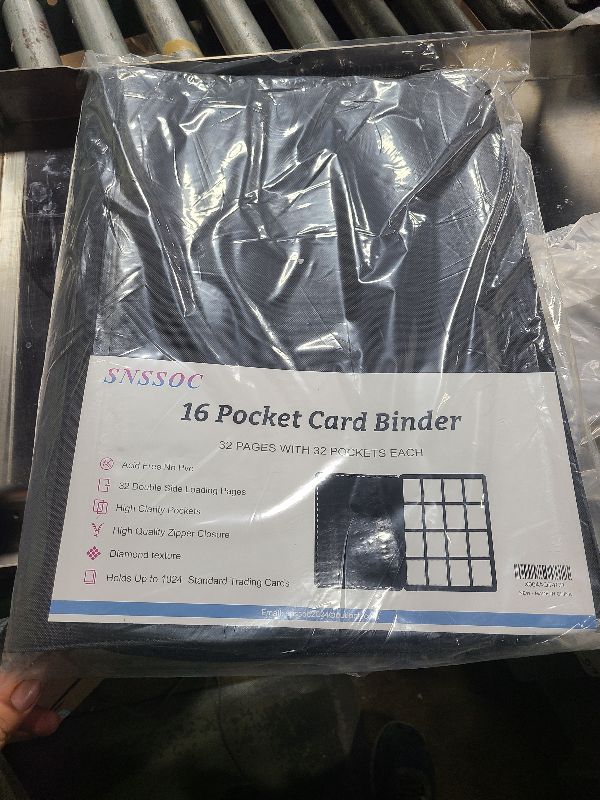 SNSSOC
16 Pocket Card Binder
32 PAGES WITH 32 POCKETS EACH
Acid Free No Pvc
32 Double Side Loading Pages
High Clarity Pockets
High Quality Zipper Closure
Diamond texture
Holds Up to 1024 Standard Trading Cards
Email: